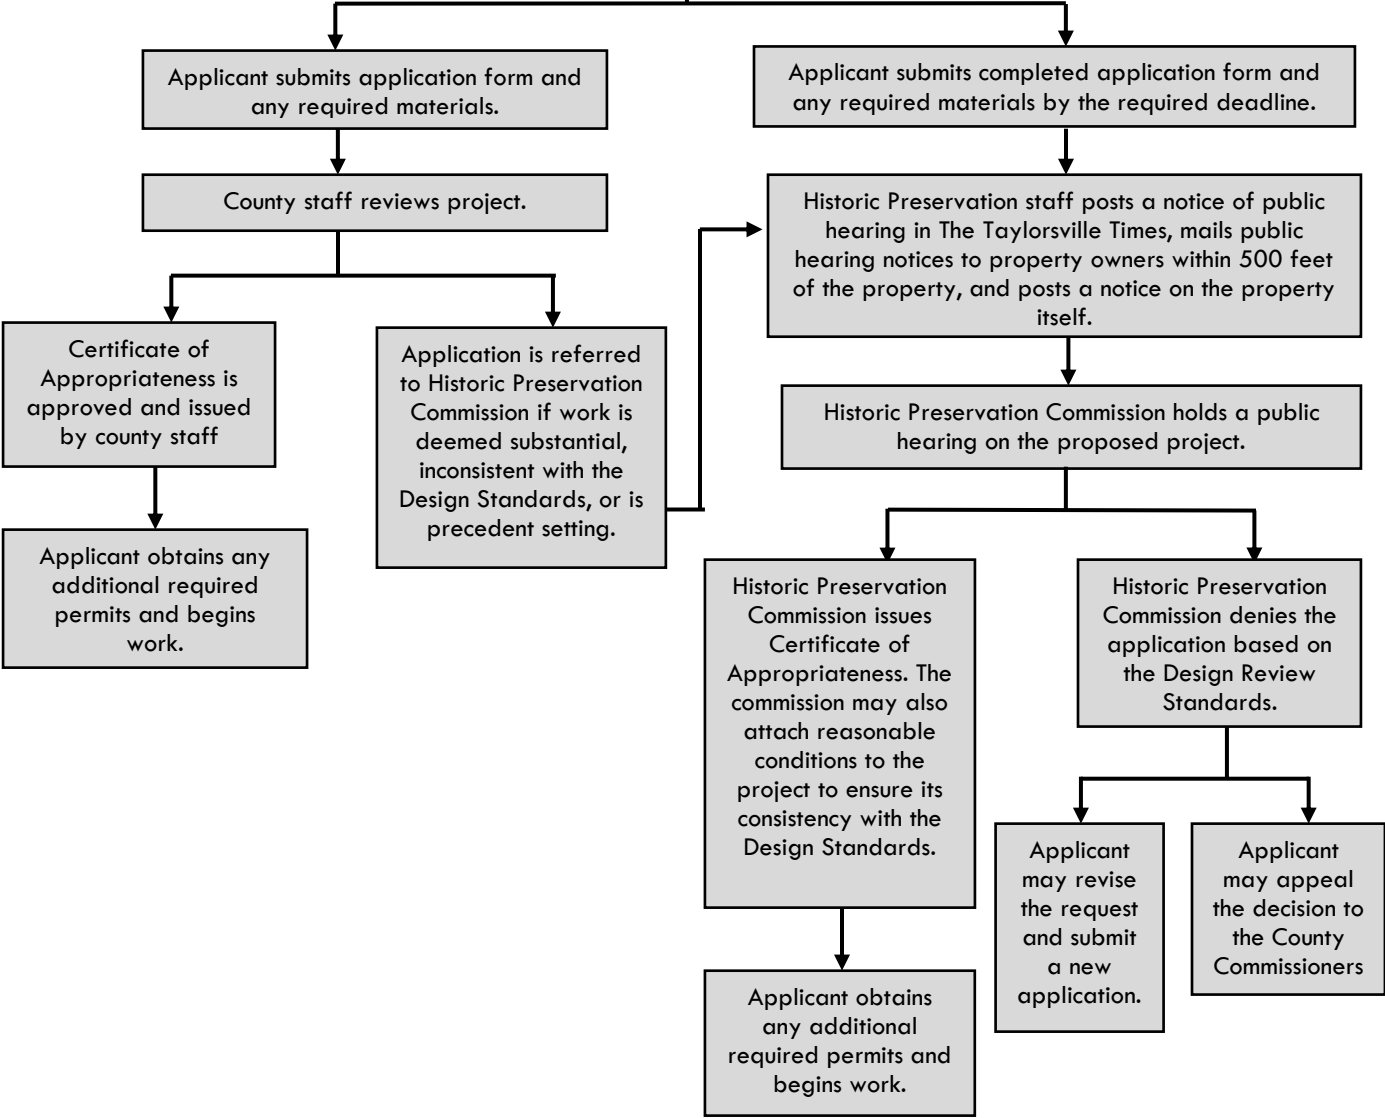 Applicant submits application form and
any required materials.
Applicant submits completed application form and
any required materials by the required deadline.
County staff reviews project.
Historic Preservation staff posts a notice of public
hearing in The Taylorsville Times, mails public
hearing notices to property owners within 500 feet
of the property, and posts a notice on the property
itself.
Certificate of
Appropriateness is
approved and issued
by county staff
Application is referred
to Historic Preservation
Commission if work is
deemed substantial,
inconsistent with the
Design Standards, or is
precedent setting.
Historic Preservation Commission holds a public
hearing on the proposed project.
Applicant obtains any
additional required
permits and begins
work.
Historic Preservation
Commission issues
Certificate of
Appropriateness. The
commission may also
attach reasonable
conditions to the
project to ensure its
consistency with the
Design Standards.
Historic Preservation
Commission denies the
application based on
the Design Review
Standards.
Applicant
may revise
the request
and submit
a new
application.
Applicant
may appeal
the decision to
the County
Commissioners
Applicant obtains
any additional
required permits and
begins work.